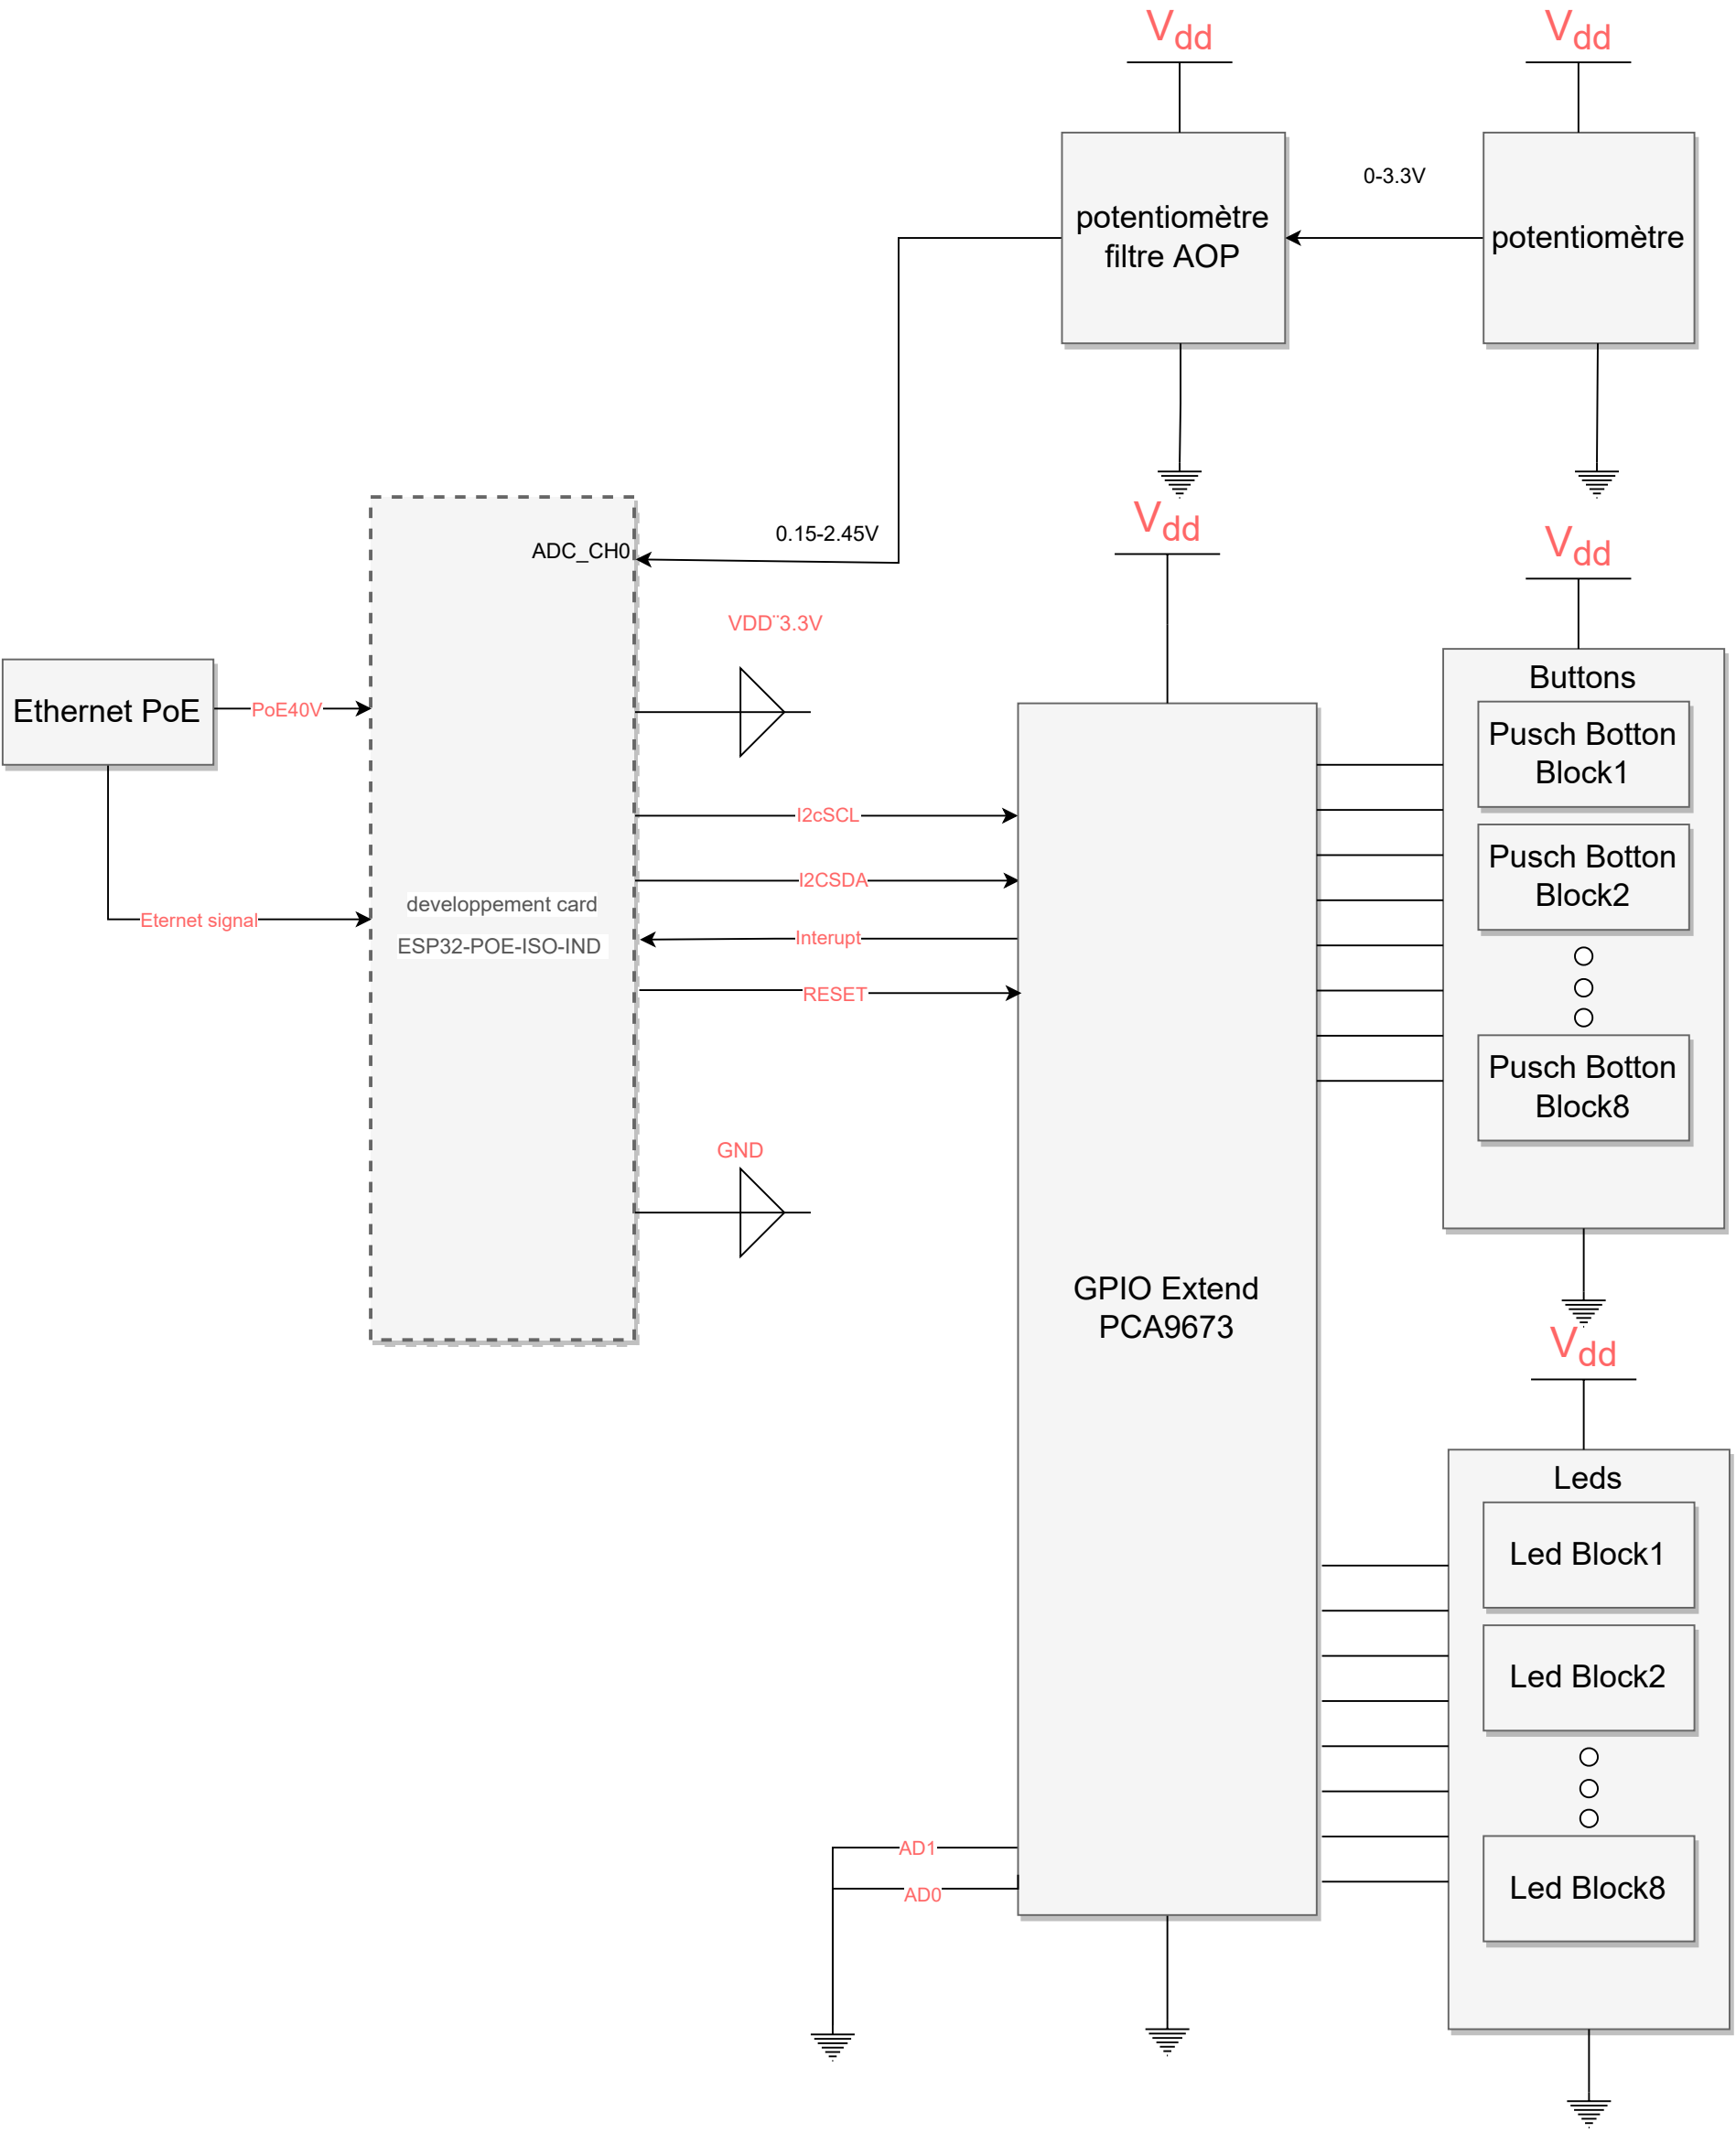 Vdd
Vdd
potentiomètre
filtre AOP
0-3.3V
potentiomètre
Vdd
Vdd
0.15-2.45V
ADC_CH0
VDD¨3.3V
Ethernet PoE
PoE40V
Eternet signal
developpement card
ESP32-POE-ISO-IND
I2cSCL
I2CSDA
Interupt
RESET
GND
GPIO Extend
PCA9673
Buttons
Pusch Botton
Block1
Pusch Botton
Block2
Pusch Botton
Block8
Vdd
Leds
Led Block1
Led Block2
Led Block8
AD1
AD0